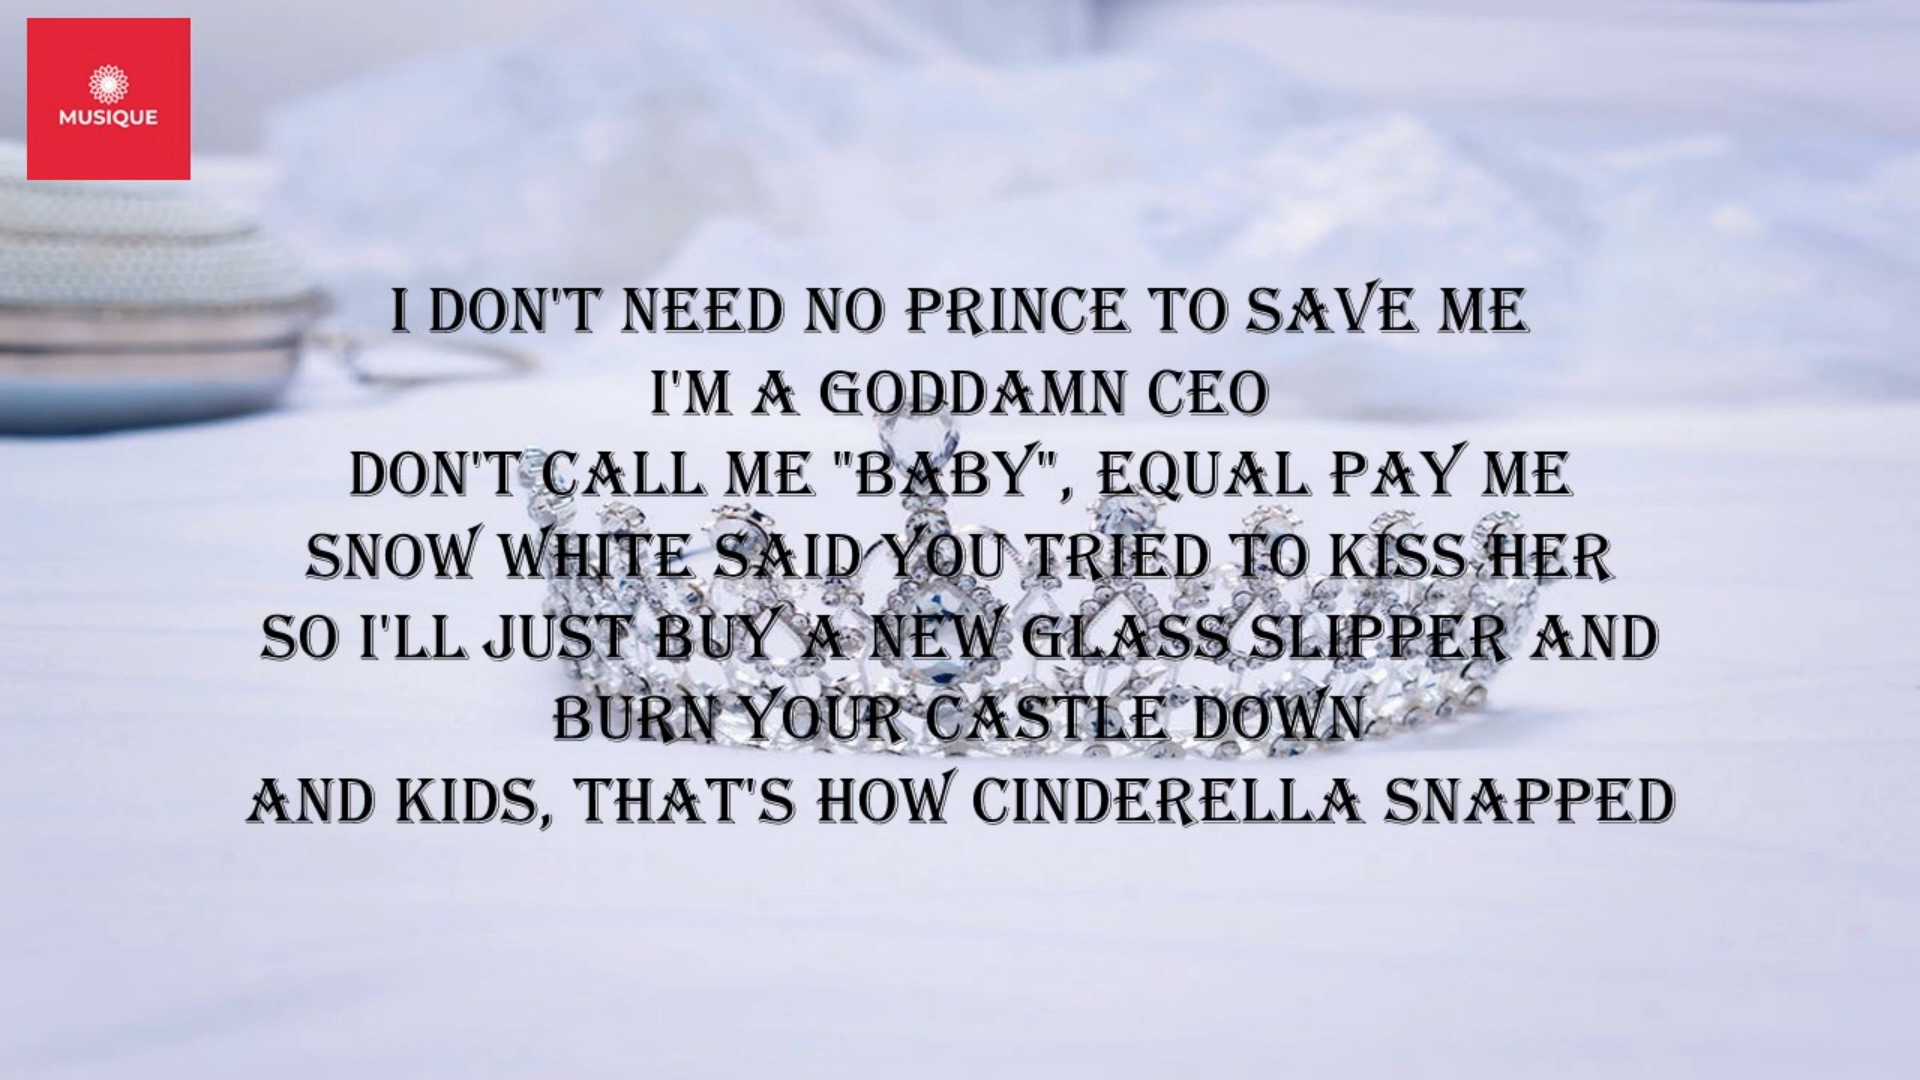 MUSIQUE
I DON'T NEED NO PRINCE TO SAVE ME
I'M A GODDAMN CEO
DON'T CALL ME "BABY", EQUAL PAY ME
SNOW WHITE SAID YOU TRIED TO KISS HER
SO I'LL JUST BUY A NEW GLASS SLIPPER AND
BURN YOUR CASTLE DOWN
AND KIDS, THAT'S HOW CINDERELLA SNAPPED